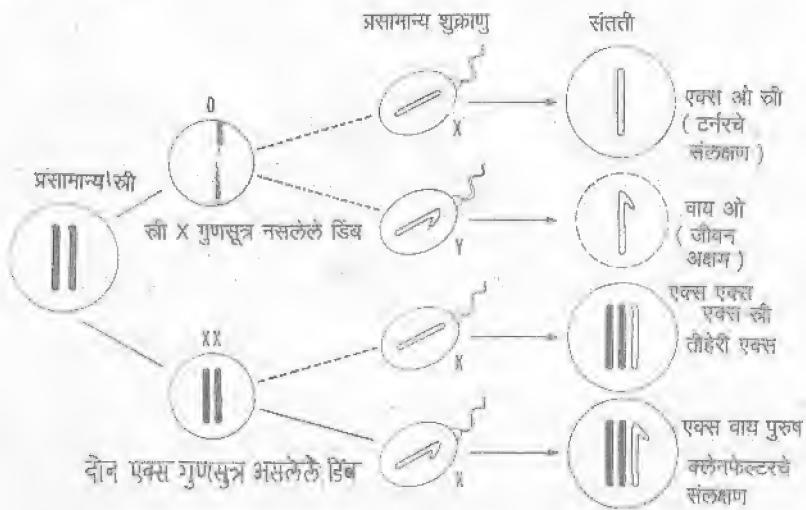 प्रसामान्य शुक्राणु
संतती
O
X
एक्स ओ स्त्री
( टर्नरचे
संलक्षण )
प्रसामान्य स्त्री
स्त्री X गुणसूत्र नसलेले डिंब
Y
वाय ओ
( जीवन
अक्षम )
XX
X
एक्स एक्स
एक्स स्त्री
तीहेरी एक्स
दोन एक्स गुणसूत्र असलेले डिंब
X
एक्स वाय पुरुष
क्लेनफेल्टरचे
संलक्षण